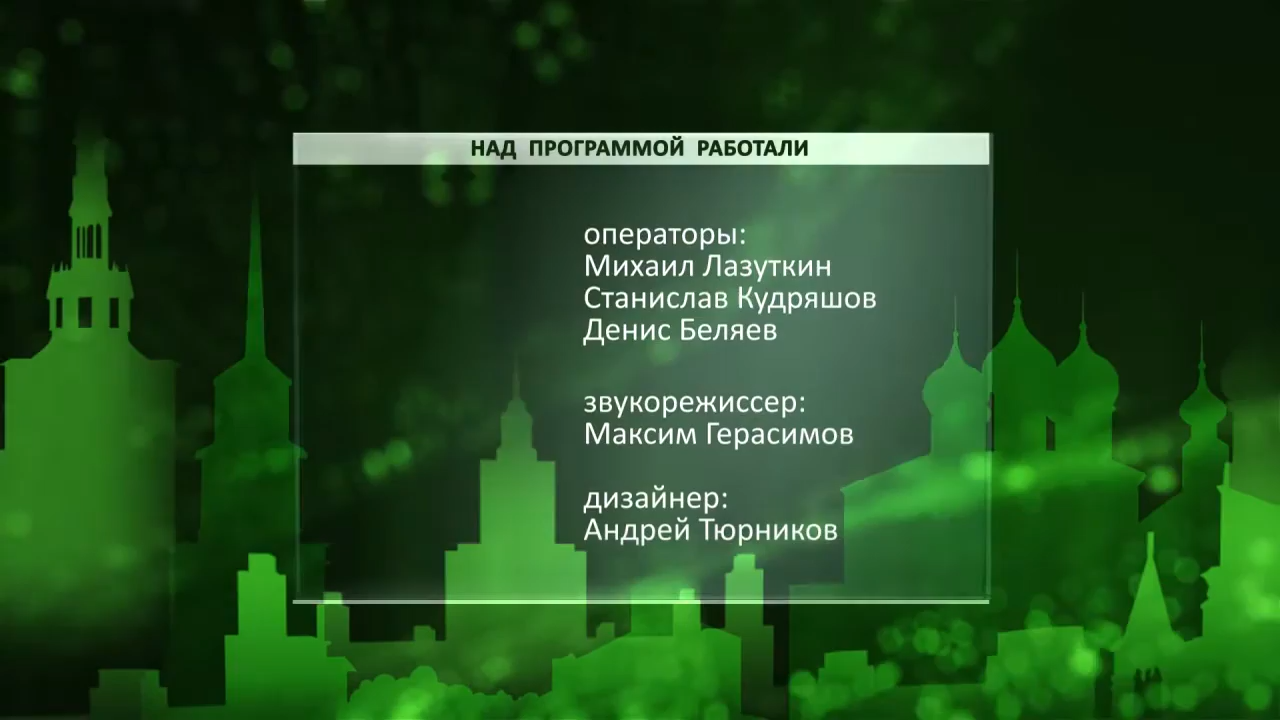 НАД ПРОГРАММОЙ РАБОТАЛИ
операторы:
Михаил Лазуткин
Станислав Кудряшов
Денис Беляев
звукорежиссер:
Максим Герасимов
дизайнер:
Андрей Тюрников